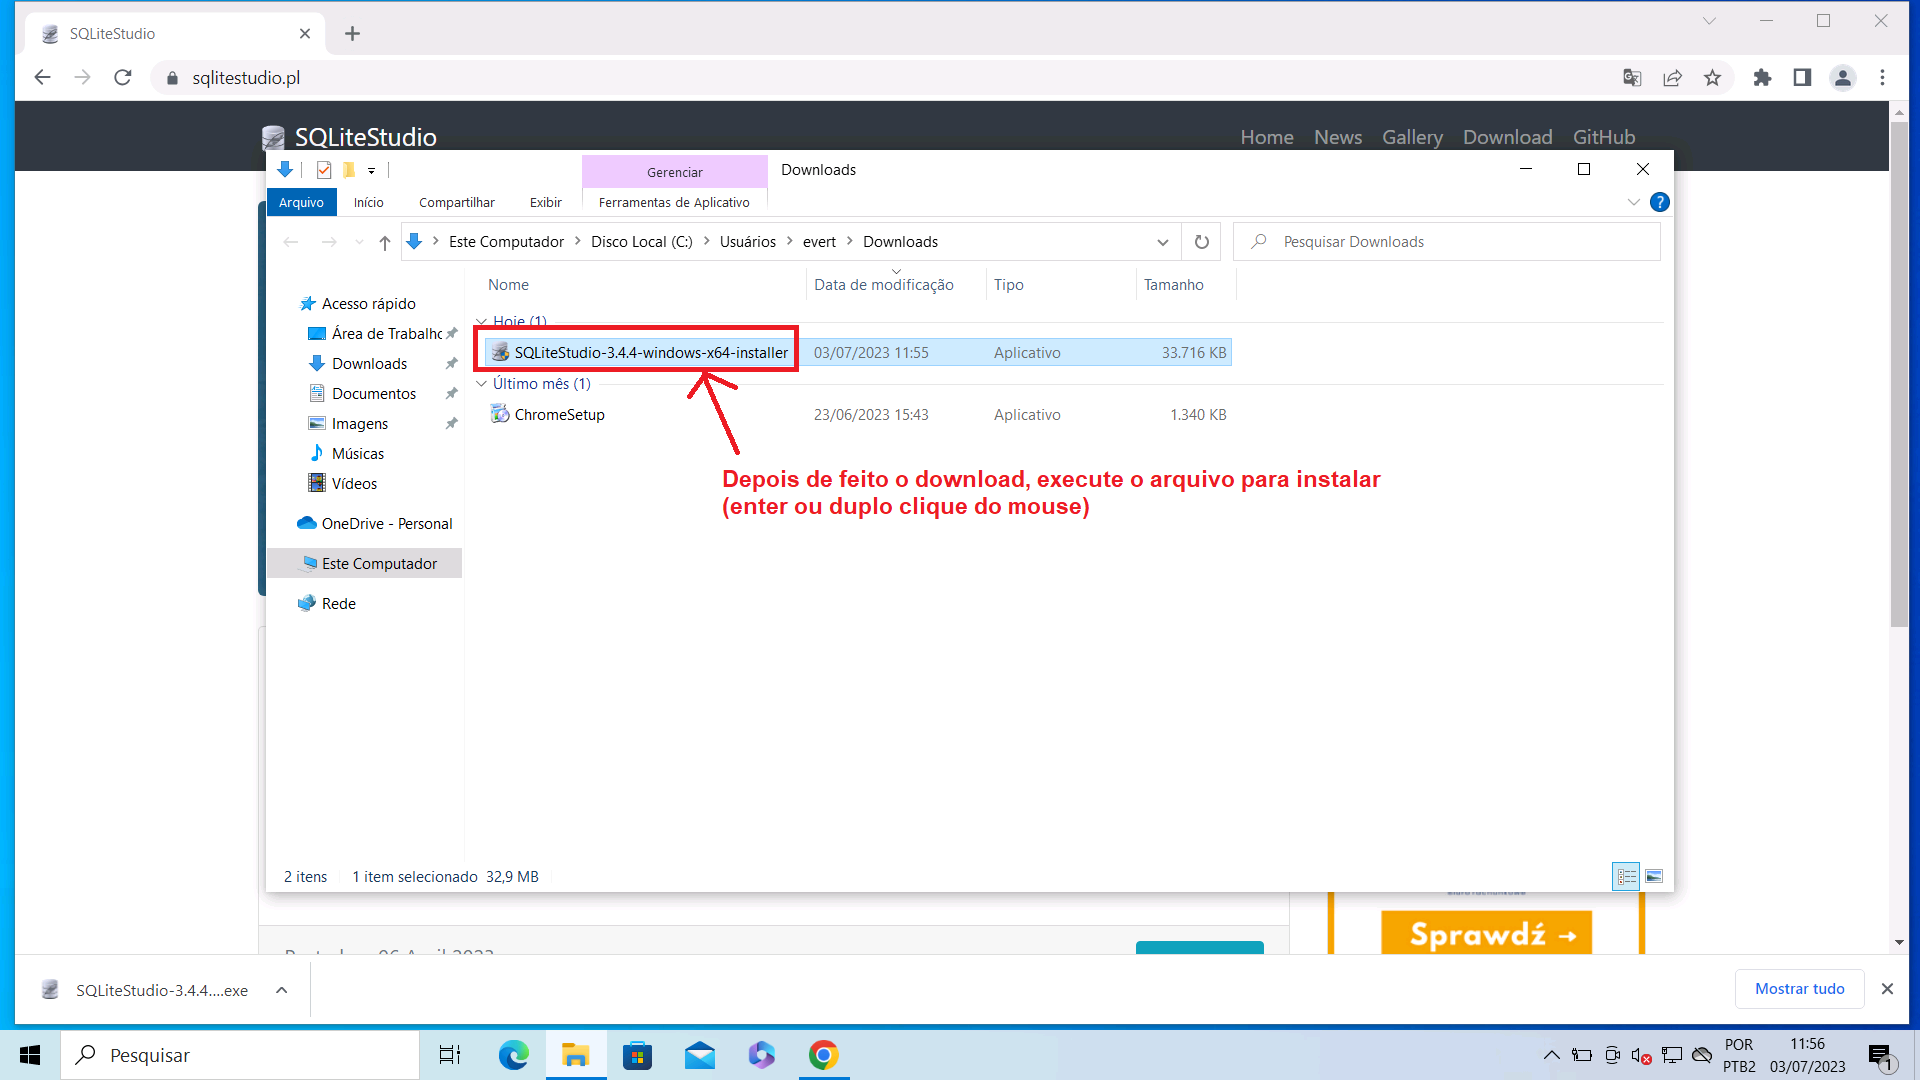 SQLiteStudio
sqlitestudio.pl
SQLiteStudio
Home News Gallery Download GitHub
Gerenciar
Downloads
Arquivo Início Compartilhar Exibir Ferramentas de Aplicativo
Este Computador Disco Local (C:) Usuários evert Downloads
Pesquisar Downloads
Nome Data de modificação Tipo Tamanho
Acesso rápido
Área de Trabalho
Downloads
Documentos
Imagens
Músicas
Vídeos
OneDrive - Personal
Este Computador
Rede
Hoje (1)
SQLiteStudio-3.4.4-windows-x64-installer 03/07/2023 11:55 Aplicativo 33.716 KB
Último mês (1)
ChromeSetup 23/06/2023 15:43 Aplicativo 1.340 KB
Depois de feito o download, execute o arquivo para instalar
(enter ou duplo clique do mouse)
2 itens 1 item selecionado 32,9 MB
Sprawdź →
SQLiteStudio-3.4.4....exe
Mostrar tudo
Pesquisar
POR
PTB2
11:56
03/07/2023
1